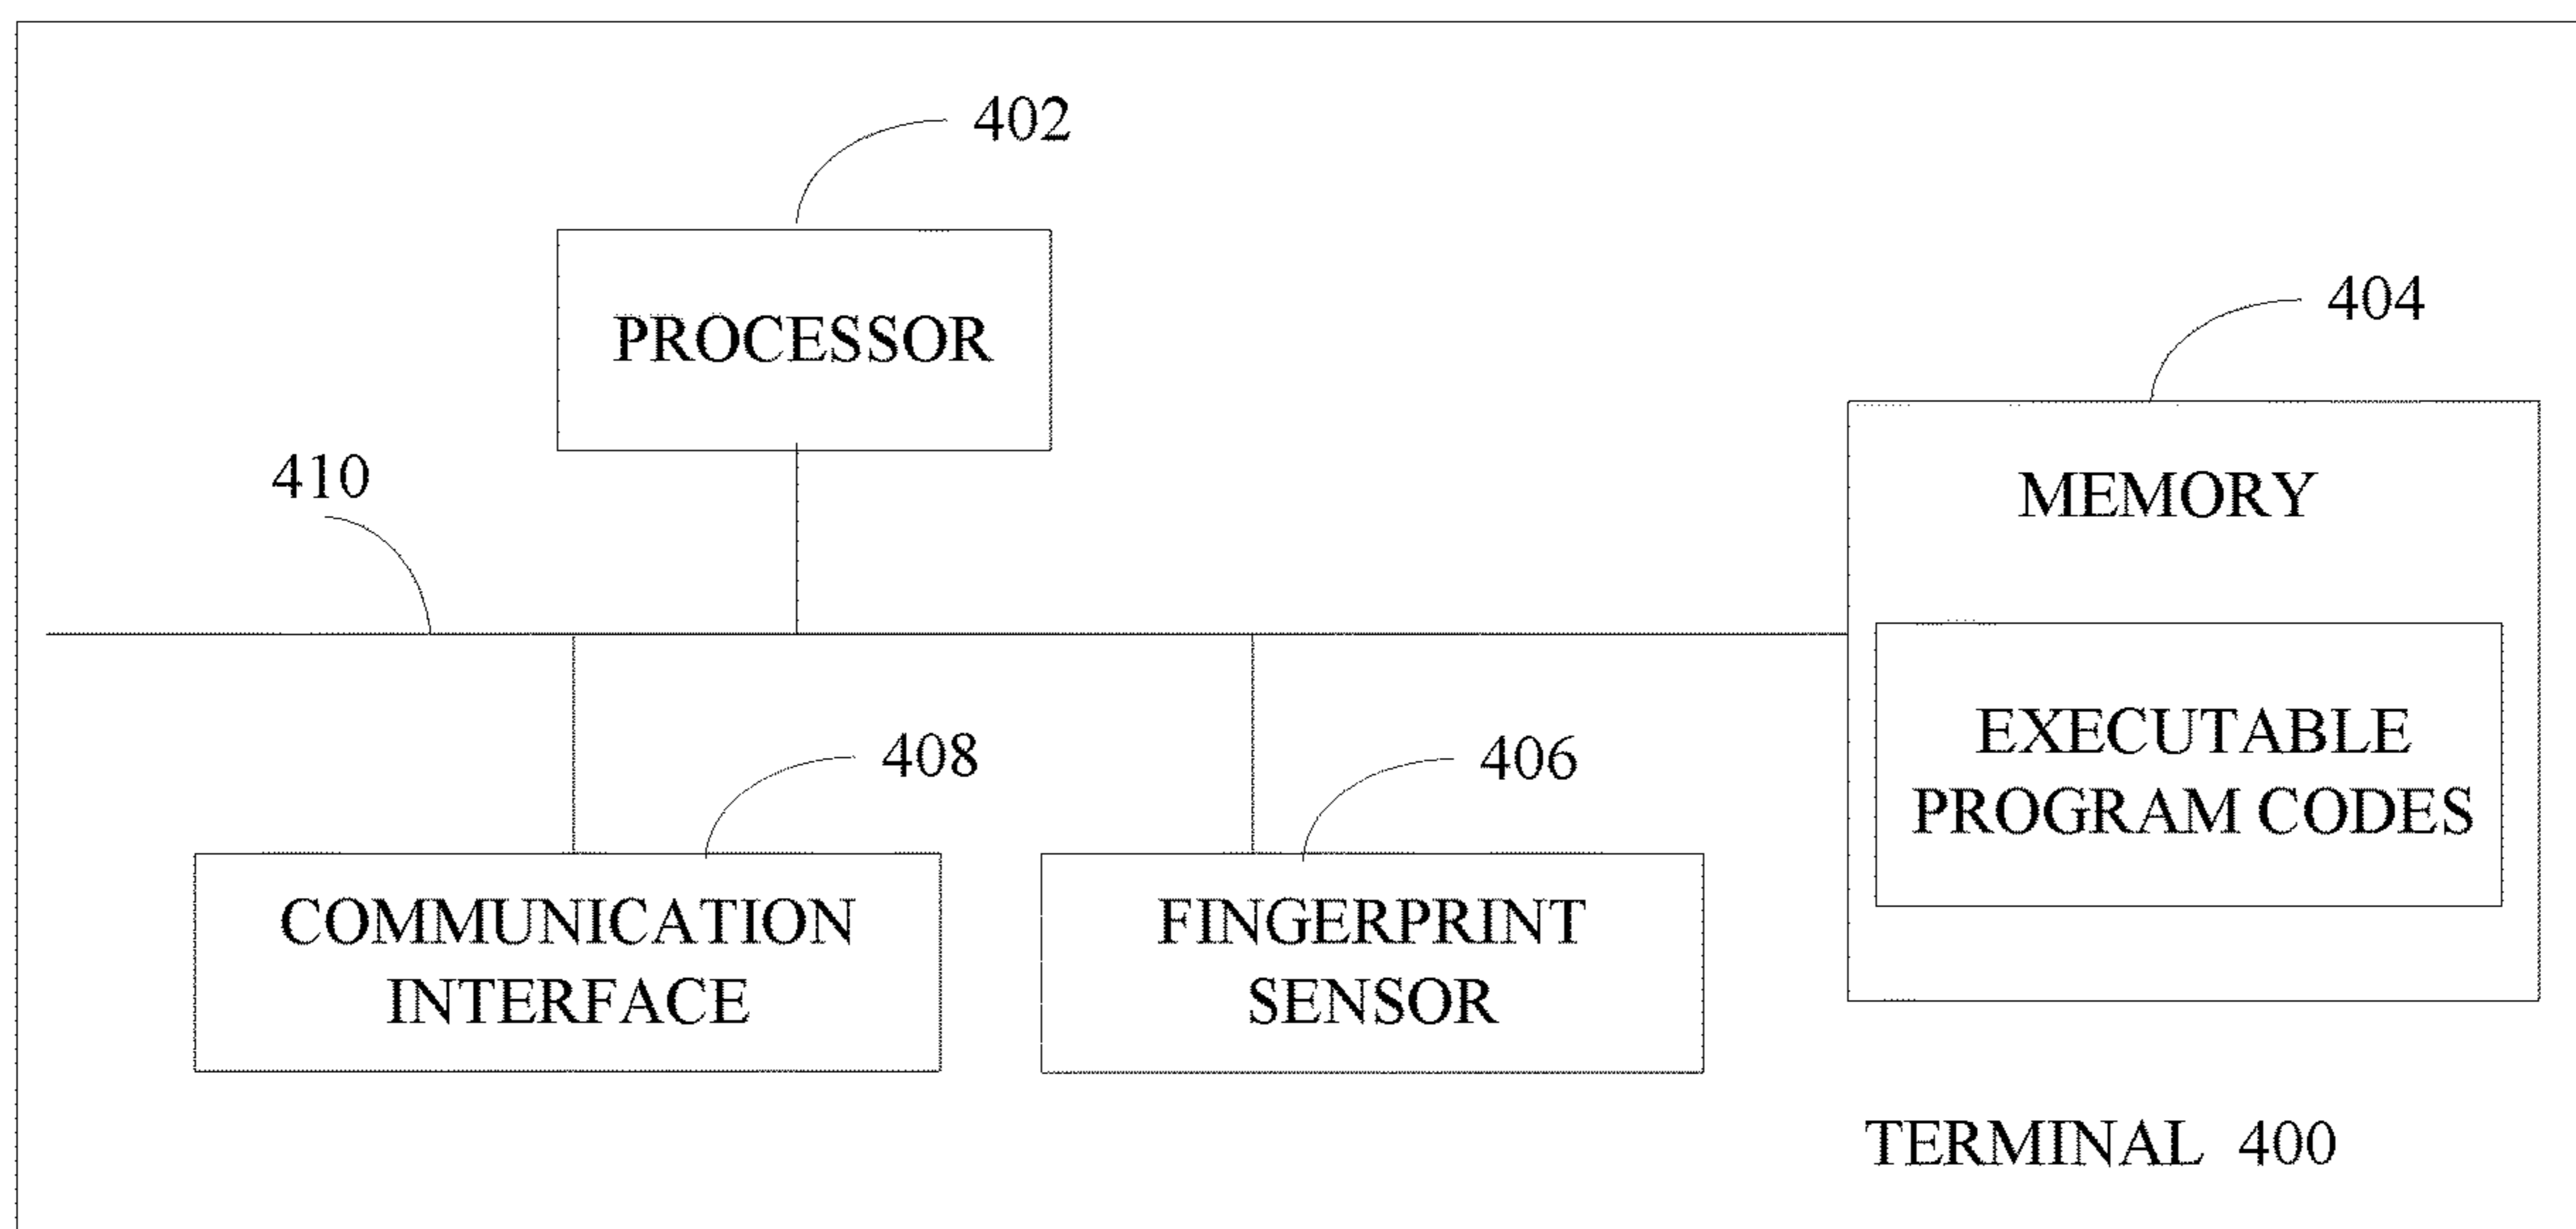 402
PROCESSOR
404
410
MEMORY
EXECUTABLE
PROGRAM CODES
408
406
COMMUNICATION
INTERFACE
FINGERPRINT
SENSOR
TERMINAL 400